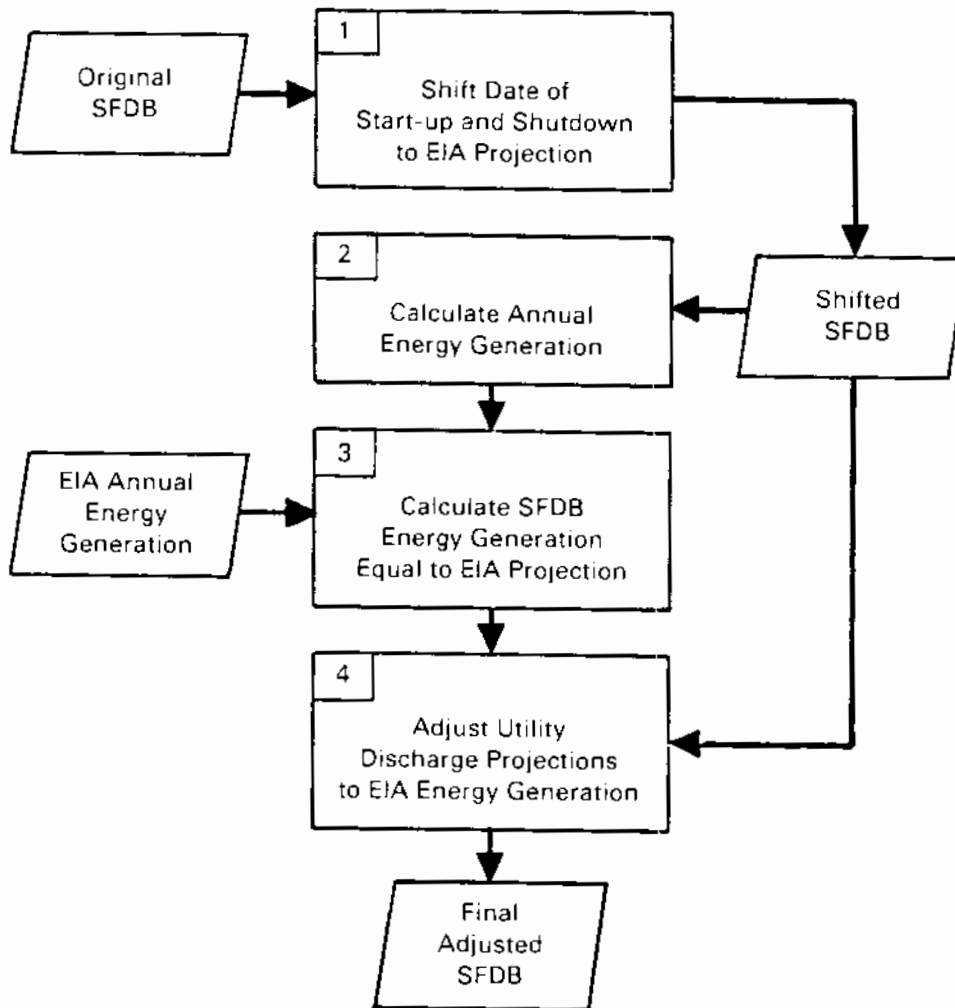 Original
SFDB
1
Shift Date of
Start-up and Shutdown
to EIA Projection
2
Calculate Annual
Energy Generation
Shifted
SFDB
EIA Annual
Energy
Generation
3
Calculate SFDB
Energy Generation
Equal to EIA Projection
4
Adjust Utility
Discharge Projections
to EIA Energy Generation
Final
Adjusted
SFDB